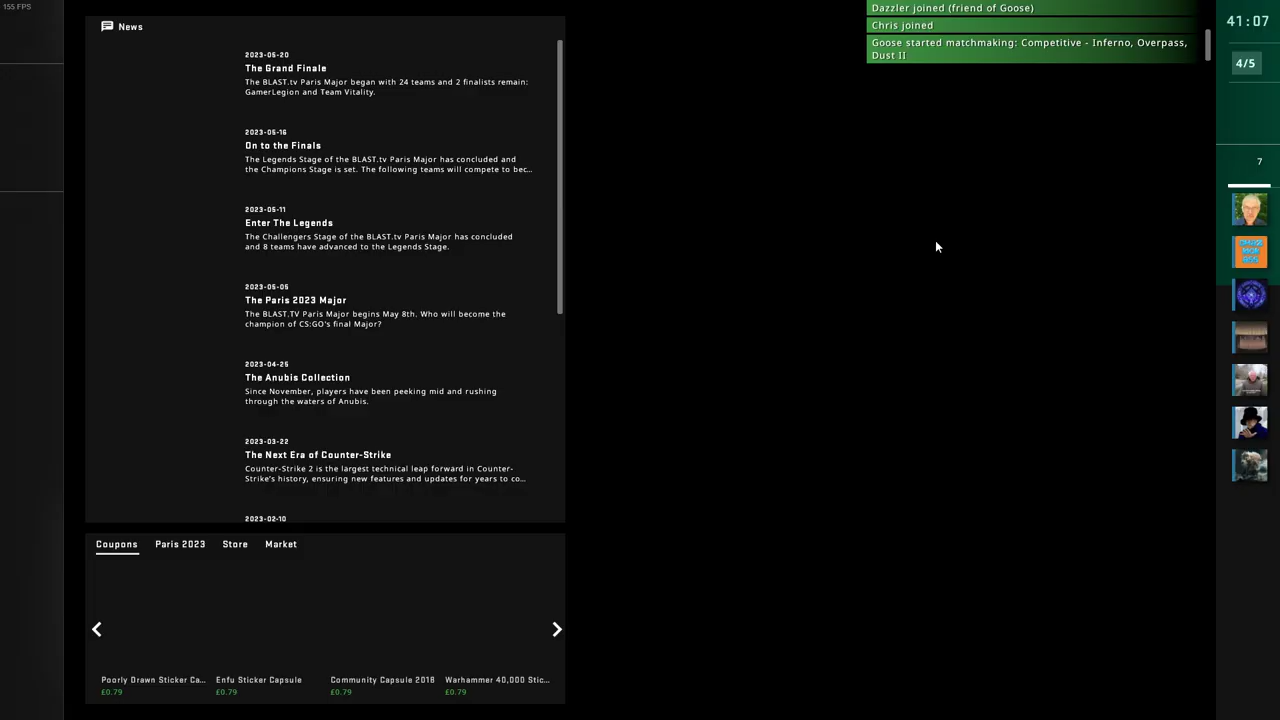 155 FPS
News
2023-05-20
The Grand Finale
The BLAST.tv Paris Major began with 24 teams and 2 finalists remain:
GamerLegion and Team Vitality.
2023-05-16
On to the Finals
The Legends Stage of the BLAST.tv Paris Major has concluded and
the Champions Stage is set. The following teams will compete to bec...
2023-05-11
Enter The Legends
The Challengers Stage of the BLAST.tv Paris Major has concluded
and 8 teams have advanced to the Legends Stage.
2023-05-05
The Paris 2023 Major
The BLAST.TV Paris Major begins May 8th. Who will become the
champion of CS:GO's final Major?
2023-04-25
The Anubis Collection
Since November, players have been peeking mid and rushing
through the waters of Anubis.
2023-03-22
The Next Era of Counter-Strike
Counter-Strike 2 is the largest technical leap forward in Counter-
Strike's history, ensuring new features and updates for years to co...
2023-02-10
Coupons Paris 2023 Store Market
Poorly Drawn Sticker Ca... Enfu Sticker Capsule Community Capsule 2018 Warhammer 40,000 Stic...
£0.79 £0.79 £0.79 £0.79
Dazzler joined (friend of Goose)
Chris joined
Goose started matchmaking: Competitive - Inferno, Overpass,
Dust II
41:07
4/5
7